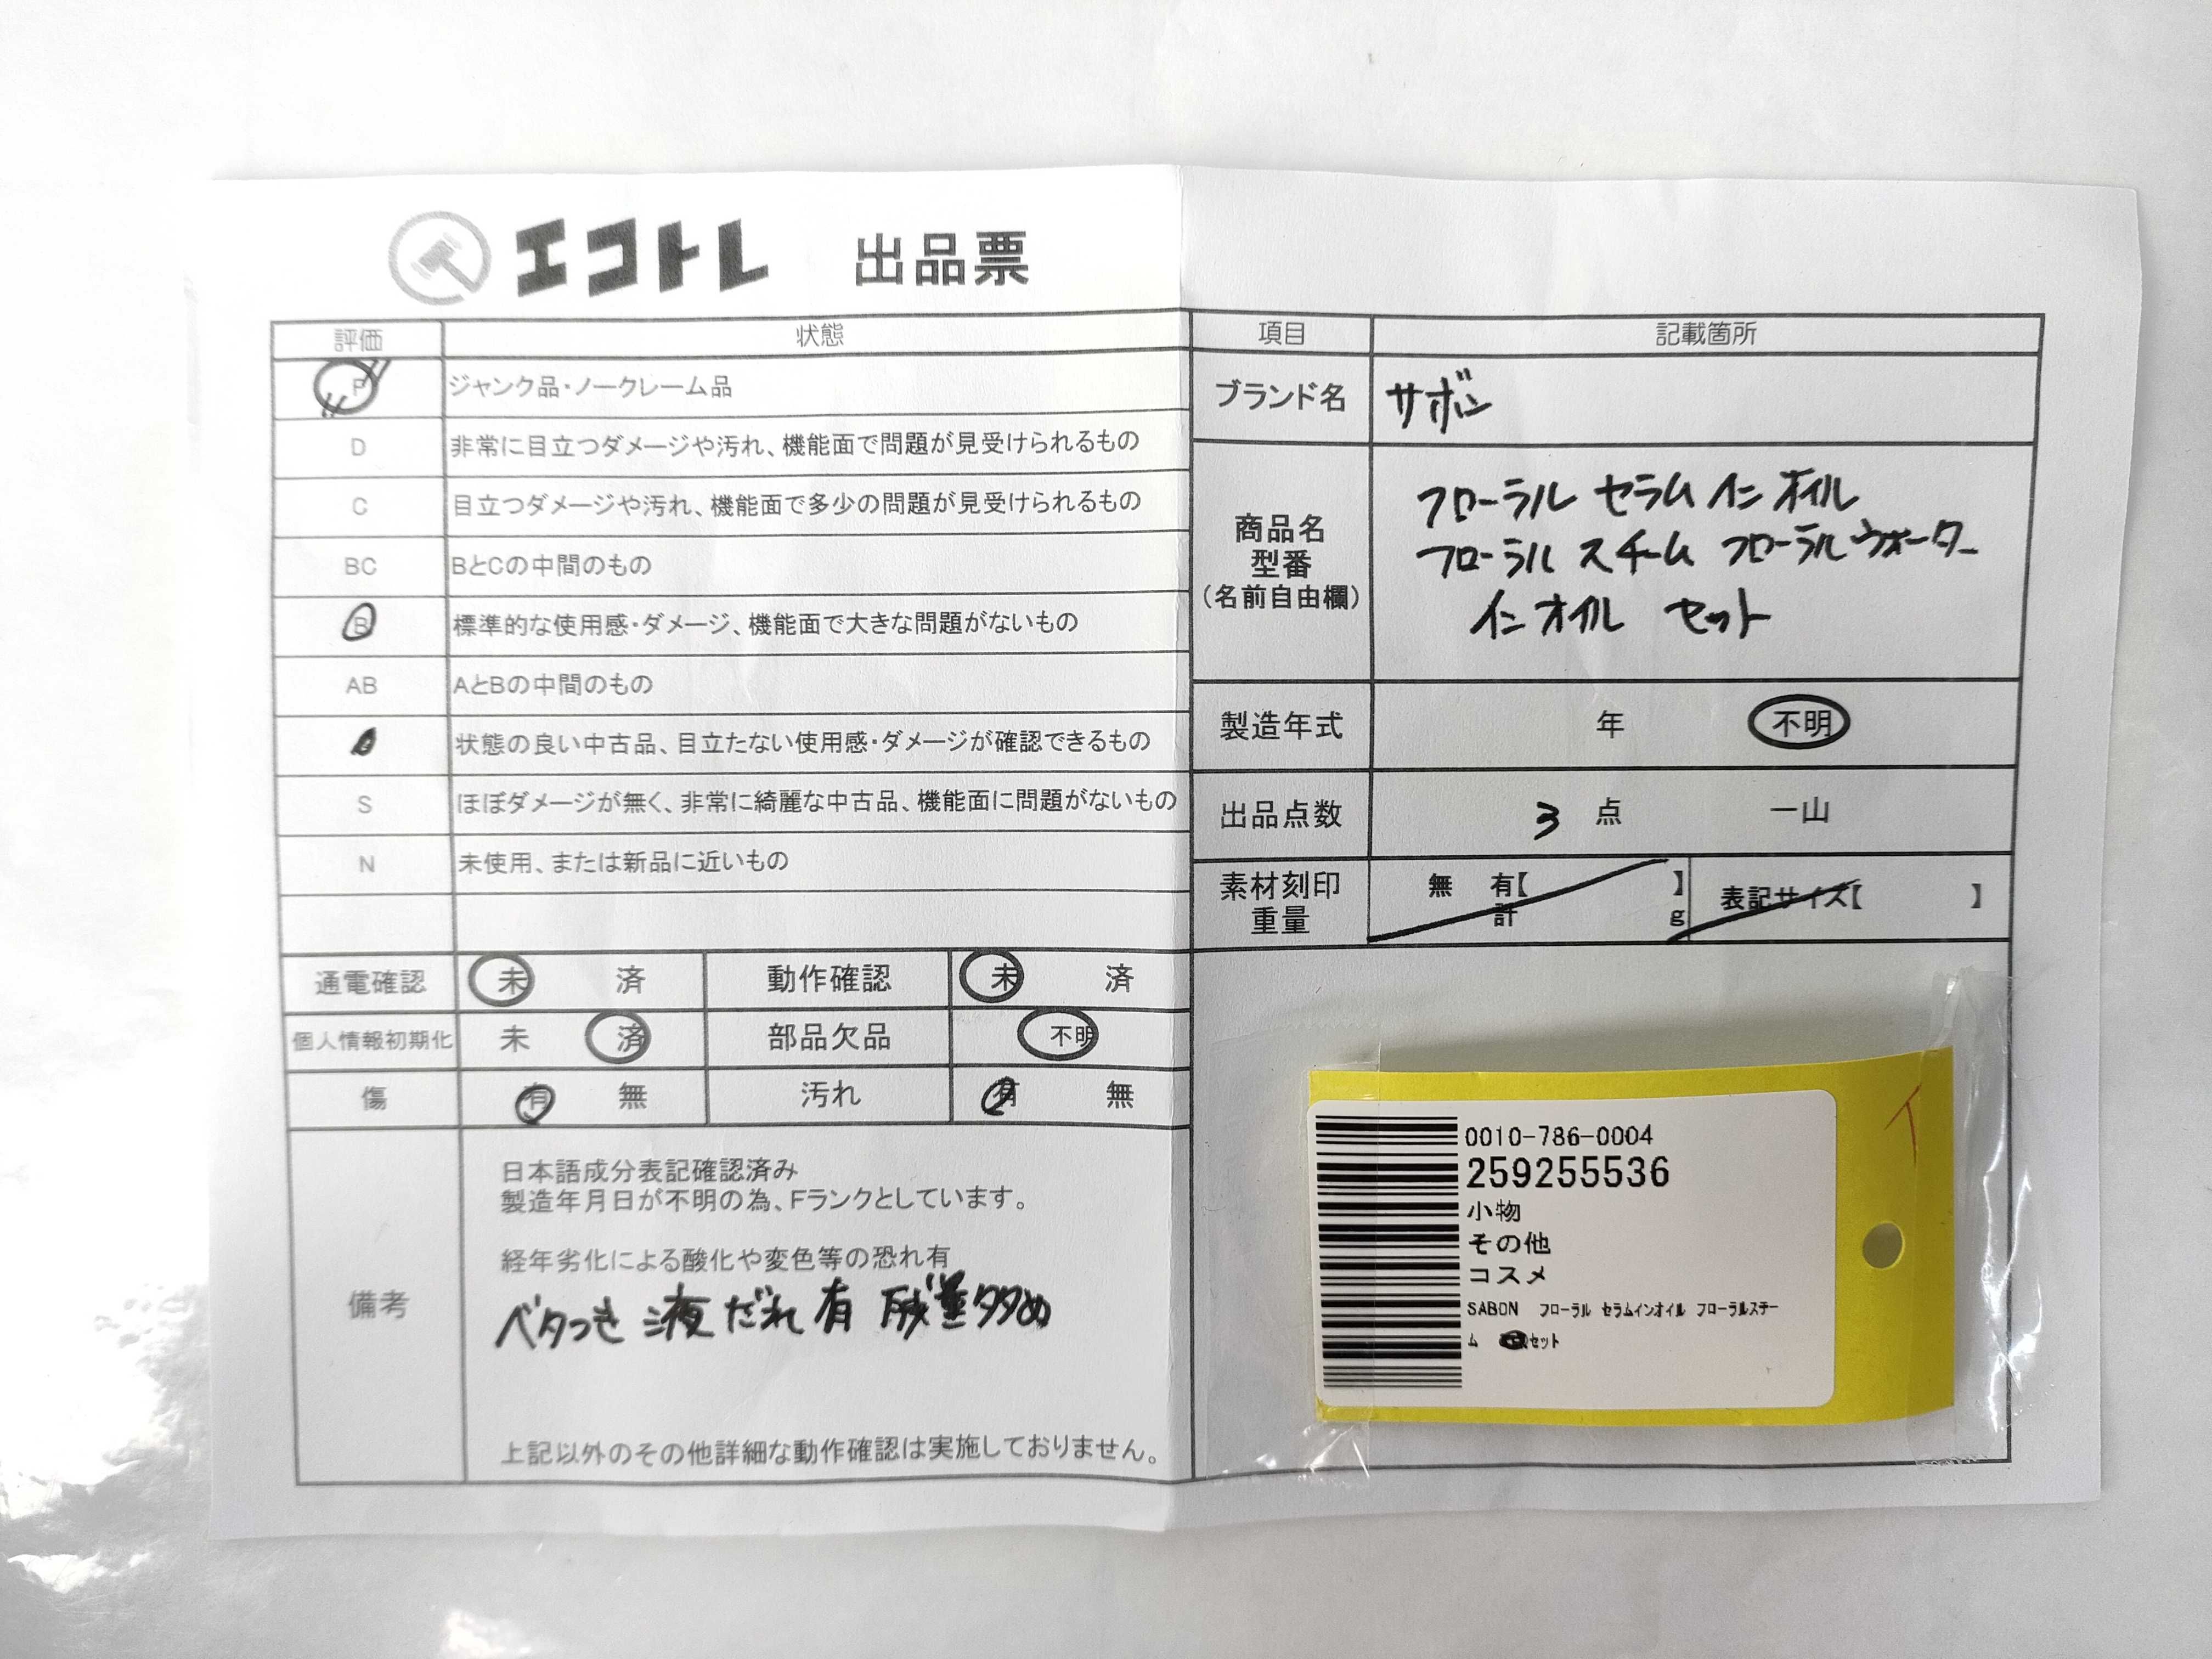 エコトレ 出品票
評価 状態
F ジャンク品・ノークレーム品
D 非常に目立つダメージや汚れ、機能面で問題が見受けられるもの
C 目立つダメージや汚れ、機能面で多少の問題が見受けられるもの
BC BとCの中間のもの
B 標準的な使用感・ダメージ、機能面で大きな問題がないもの
AB AとBの中間のもの
状態の良い中古品、目立たない使用感・ダメージが確認できるもの
S ほぼダメージが無く、非常に綺麗な中古品、機能面に問題がないもの
N 未使用、または新品に近いもの
通電確認 未 済 動作確認 未 済
個人情報初期化 未 済 部品欠品 不明
傷 有 無 汚れ 有 無
備考
日本語成分表記確認済み
製造年月日が不明の為、Fランクとしています。
経年劣化による酸化や変色等の恐れ有
ベタつき 液だれ有 残量多め
上記以外のその他詳細な動作確認は実施しておりません。
項目 記載箇所
ブランド名 サボン
商品名
型番
(名前自由欄)
フローラル セラム イン オイル
フローラル スチーム フローラルウォーター
イン オイル セット
製造年式 年 不明
出品点数 3 点 一山
素材刻印
重量
無 有【 】
計 g
表記サイズ【 】
0010-786-0004
259255536
小物
その他
コスメ
SABON フローラル セラムインオイル フローラルスチー
ム セット
イ